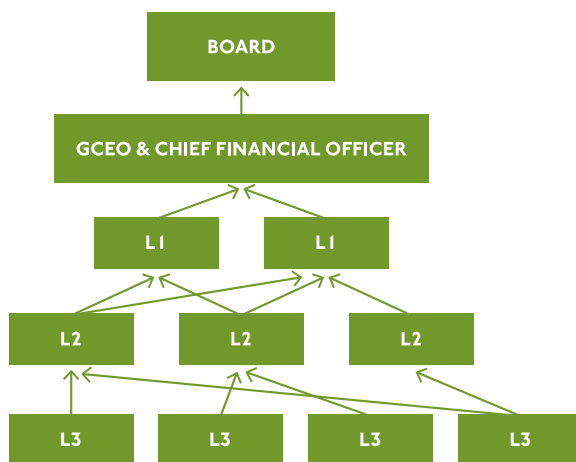 BOARD
GCEO & CHIEF FINANCIAL OFFICER
L1 L1
L2 L2 L2
L3 L3 L3 L3